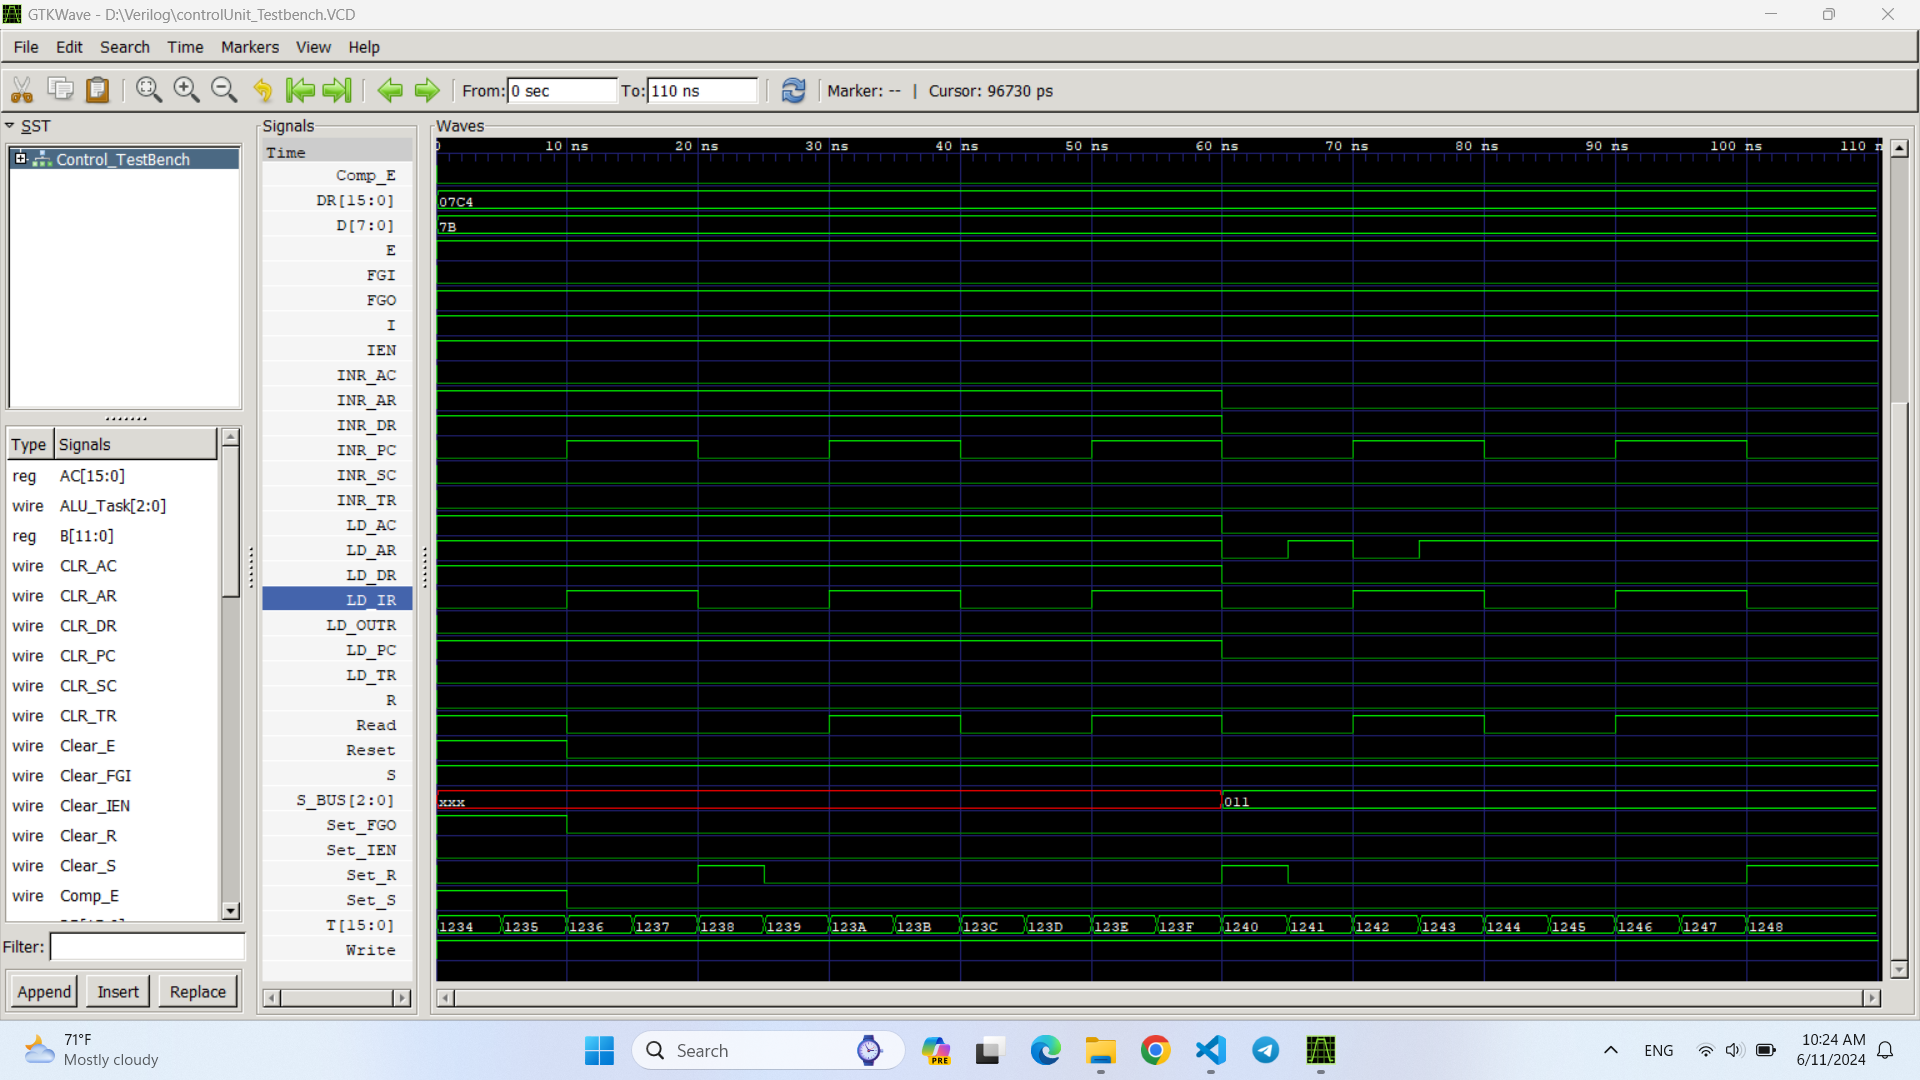 GTKWave - D:\Verilog\controlUnit_Testbench.VCD
File Edit Search Time Markers View Help
From: 0 sec To: 110 ns Marker: -- | Cursor: 96730 ps
SST
Control_TestBench
Type Signals
reg AC[15:0]
wire ALU_Task[2:0]
reg B[11:0]
wire CLR_AC
wire CLR_AR
wire CLR_DR
wire CLR_PC
wire CLR_SC
wire CLR_TR
wire Clear_E
wire Clear_FGI
wire Clear_IEN
wire Clear_R
wire Clear_S
wire Comp_E
Filter:
Append Insert Replace
Signals
Time
Comp_E
DR[15:0]
D[7:0]
E
FGI
FGO
I
IEN
INR_AC
INR_AR
INR_DR
INR_PC
INR_SC
INR_TR
LD_AC
LD_AR
LD_DR
LD_IR
LD_OUTR
LD_PC
LD_TR
R
Read
Reset
S
S_BUS[2:0]
Set_FGO
Set_IEN
Set_R
Set_S
T[15:0]
Write
Waves
0 10 ns 20 ns 30 ns 40 ns 50 ns 60 ns 70 ns 80 ns 90 ns 100 ns 110 n
07C4
7B
xxx 011
1234 1235 1236 1237 1238 1239 123A 123B 123C 123D 123E 123F 1240 1241 1242 1243 1244 1245 1246 1247 1248
71°F
Mostly cloudy
Search
PRE
ENG
10:24 AM
6/11/2024